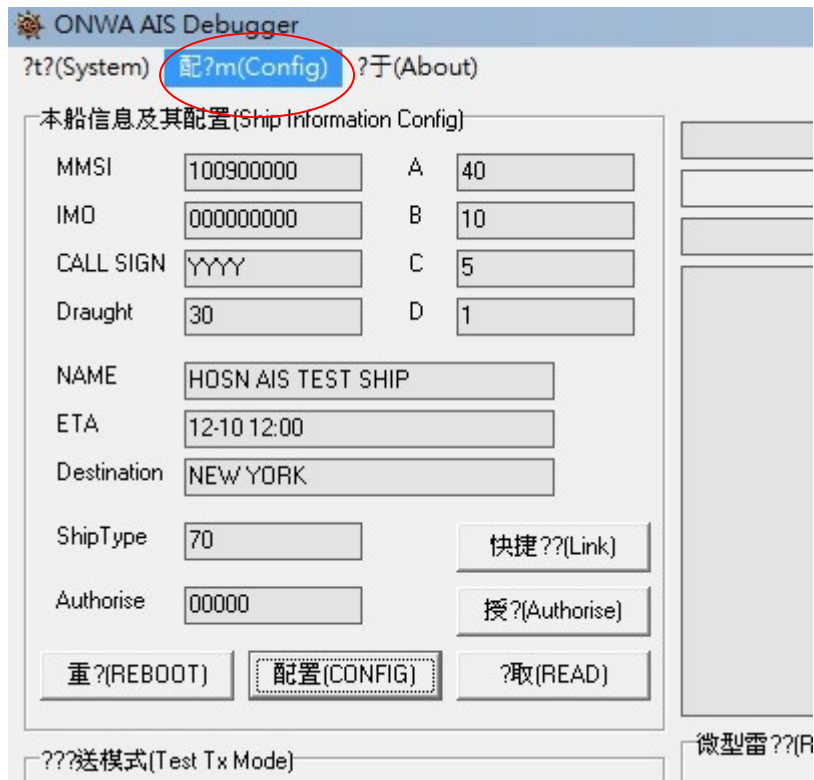 ONWA AIS Debugger
?t?(System) 配?m(Config) ?于(About)
本船信息及其配置(Ship Information Config)
MMSI 100900000 A 40
IMO 000000000 B 10
CALL SIGN YYYY C 5
Draught 30 D 1
NAME HOSN AIS TEST SHIP
ETA 12-10 12:00
Destination NEW YORK
ShipType 70 快捷??(Link)
Authorise 00000 授?(Authorise)
重?(REBOOT) 配置(CONFIG) ?取(READ)
???送模式(Test Tx Mode) 微型雷??(R